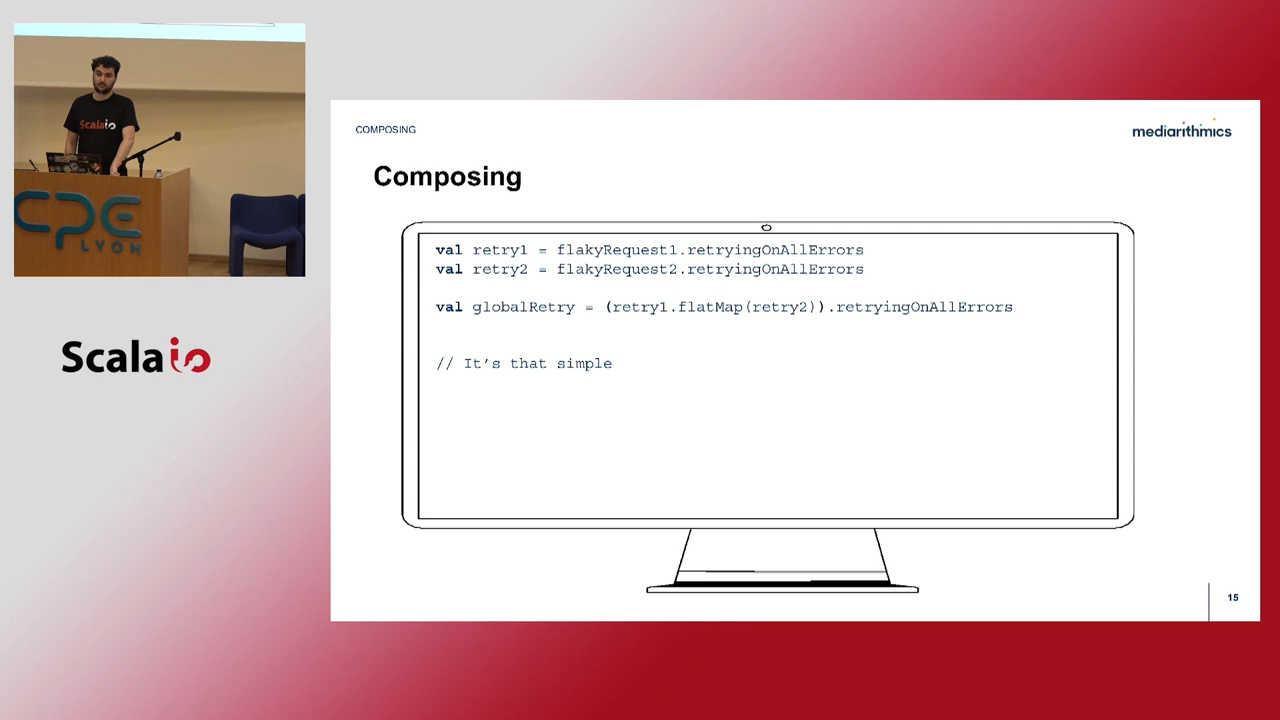 Scalaio
CPE
LYON
Scalaio
COMPOSING
mediarithmics
Composing
val retry1 = flakyRequest1.retryingOnAllErrors
val retry2 = flakyRequest2.retryingOnAllErrors
val globalRetry = (retry1.flatMap(retry2)).retryingOnAllErrors
// It’s that simple
15